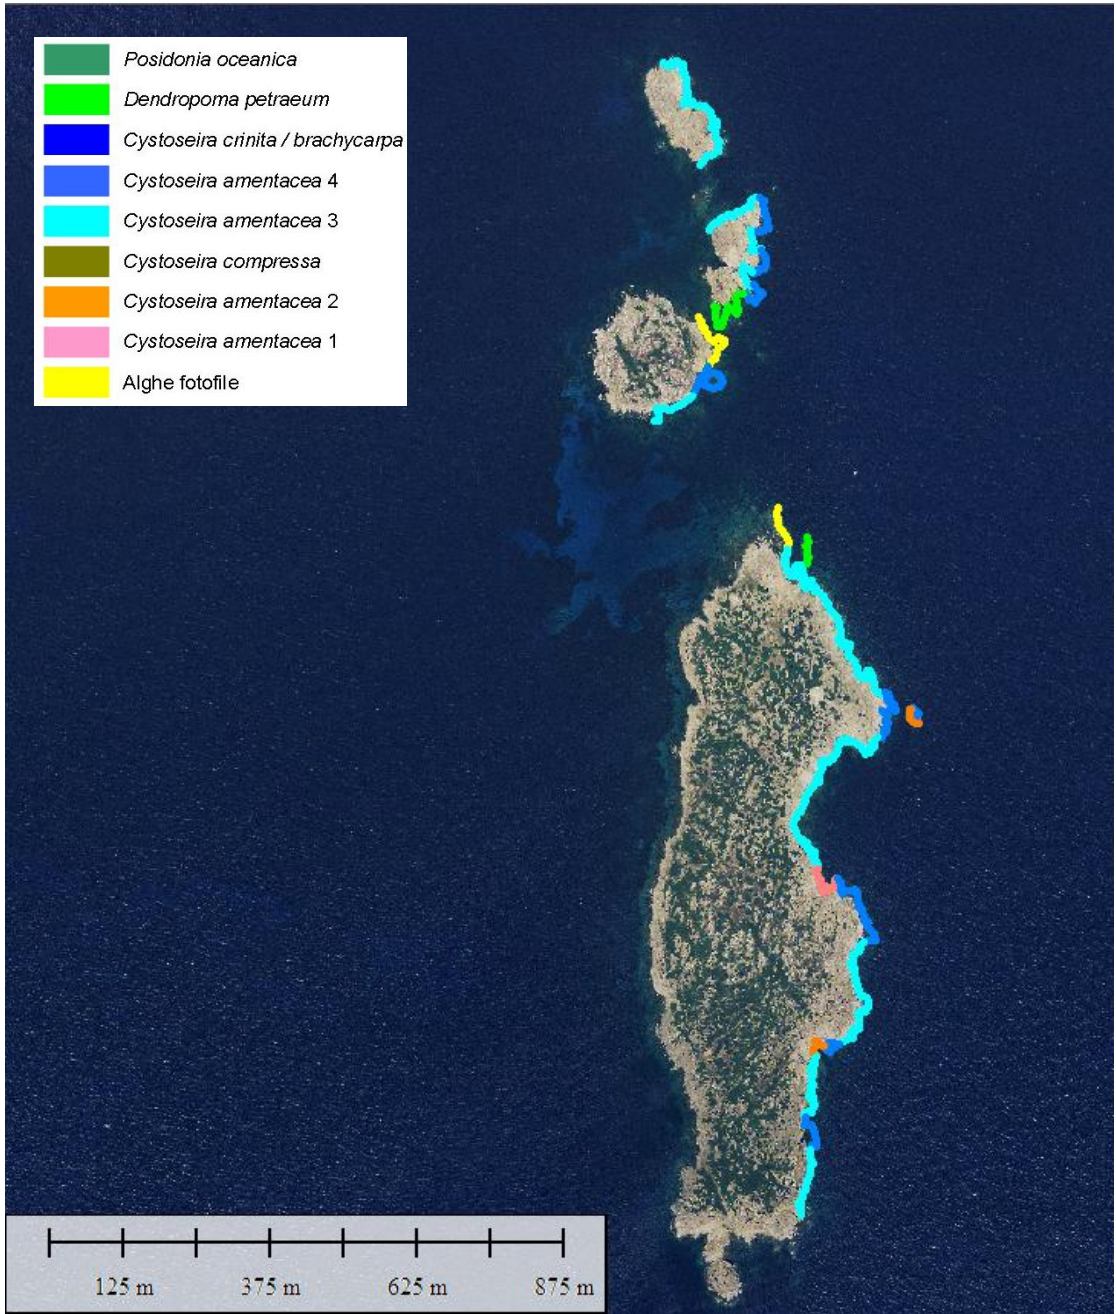 Posidonia oceanica
Dendropoma petraeum
Cystoseira crinita / brachycarpa
Cystoseira amentacea 4
Cystoseira amentacea 3
Cystoseira compressa
Cystoseira amentacea 2
Cystoseira amentacea 1
Alghe fotofile
125 m 375 m 625 m 875 m